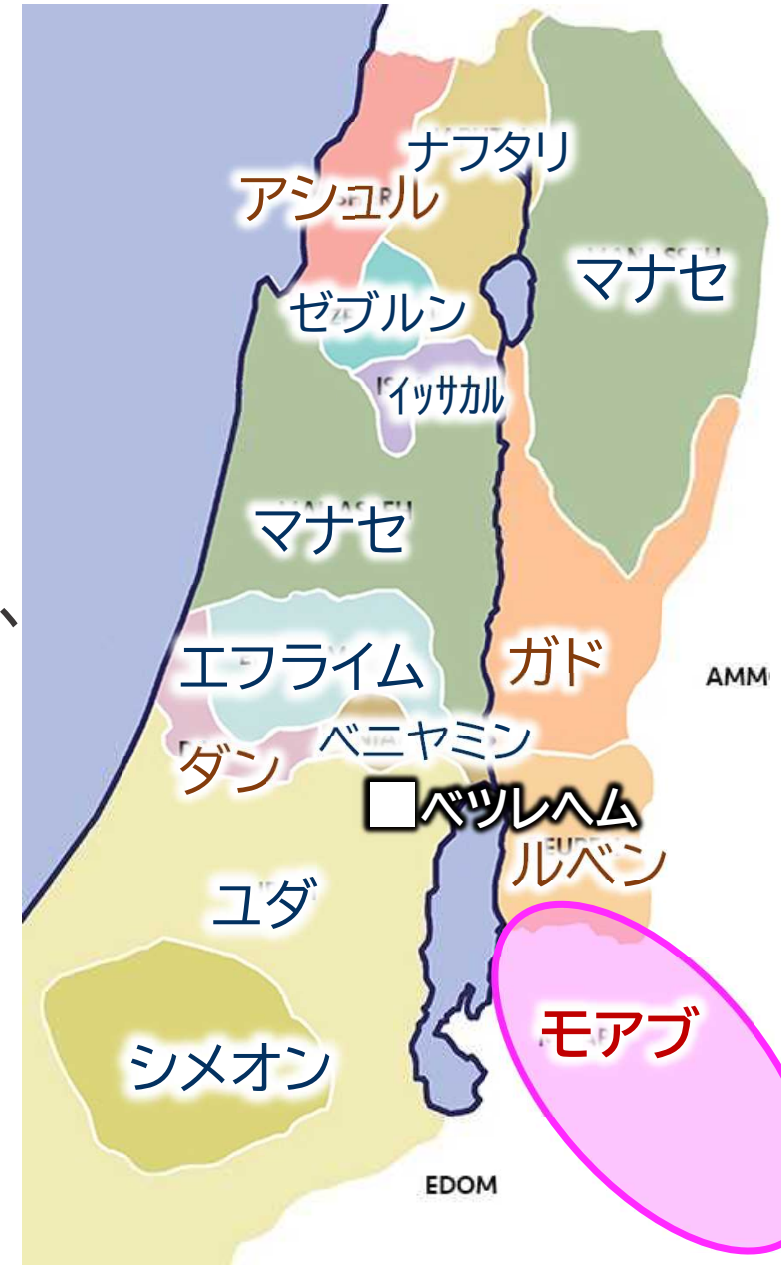 ナフタリ
アシュル
マナセ
ゼブルン
イッサカル
マナセ
、
エフライム
ガド
AMM
ベニヤミン
ダン
ベツレヘム
ルベン
ユダ
モアブ
シメオン
EDOM